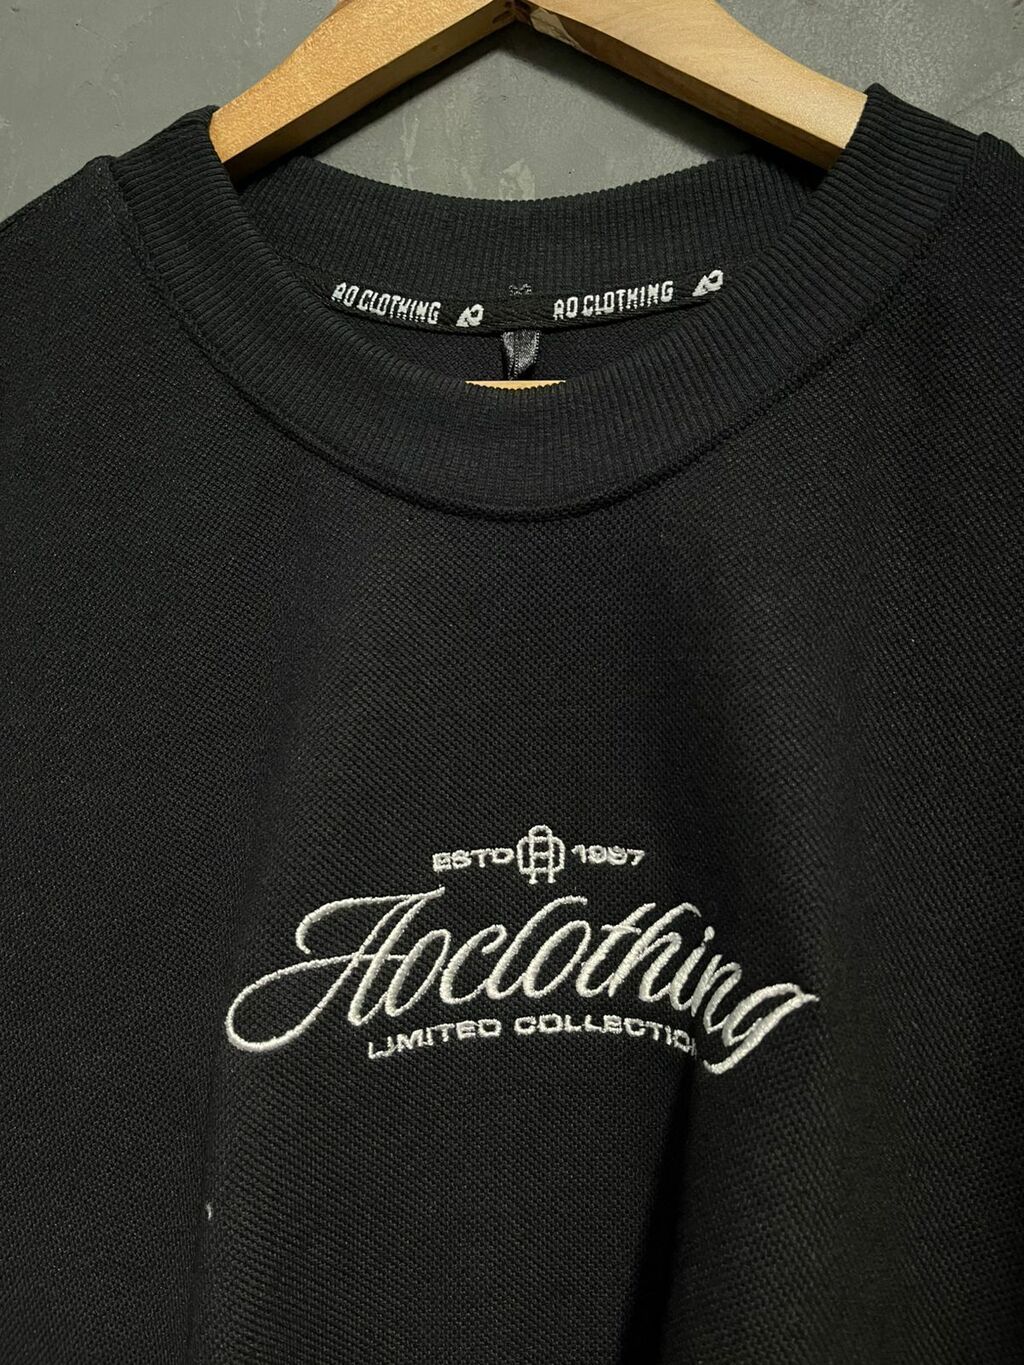 AO CLOTHING AO CLOTHING
ESTD 1997
Aoclothing
LIMITED COLLECTION